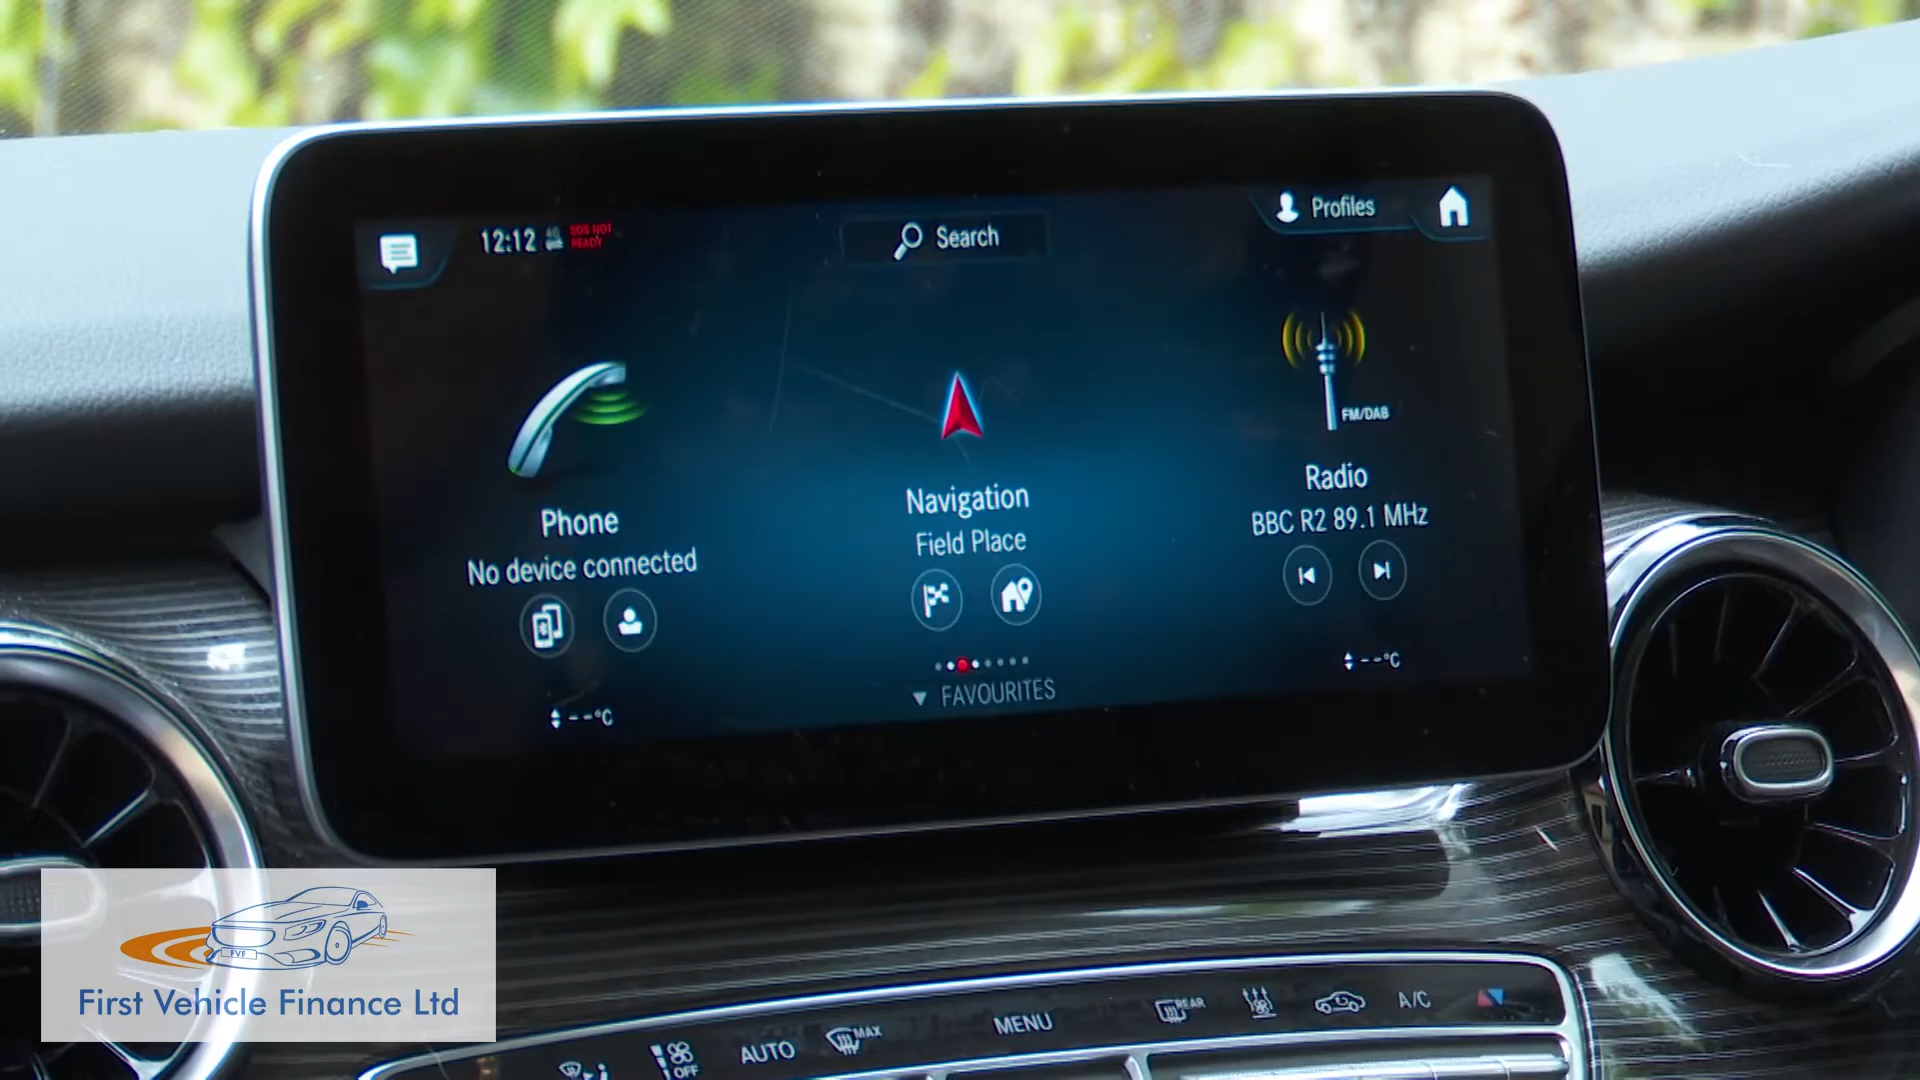 12:12 4G SOS NOT
READY
Search
Profiles
FM/DAB
Phone
No device connected
Navigation
Field Place
Radio
BBC R2 89.1 MHz
--°C
--°C
FAVOURITES
FVF
First Vehicle Finance Ltd
OFF
AUTO
MAX
MENU
REAR
A/C